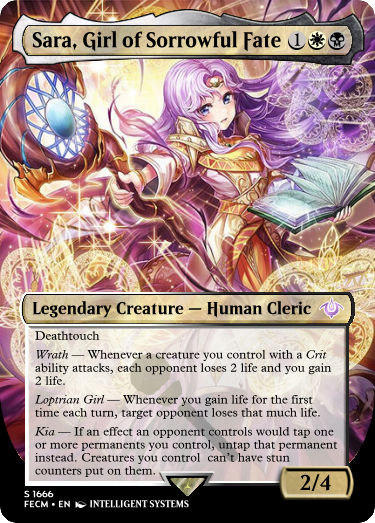 Sara, Girl of Sorrowful Fate 1
Legendary Creature — Human Cleric
Deathtouch
Wrath — Whenever a creature you control with a Crit
ability attacks, each opponent loses 2 life and you gain
2 life.
Loptrian Girl — Whenever you gain life for the first
time each turn, target opponent loses that much life.
Kia — If an effect an opponent controls would tap one
or more permanents you control, untap that permanent
instead. Creatures you control  can't have stun
counters put on them.
2/4
S 1666
FECM • EN INTELLIGENT SYSTEMS